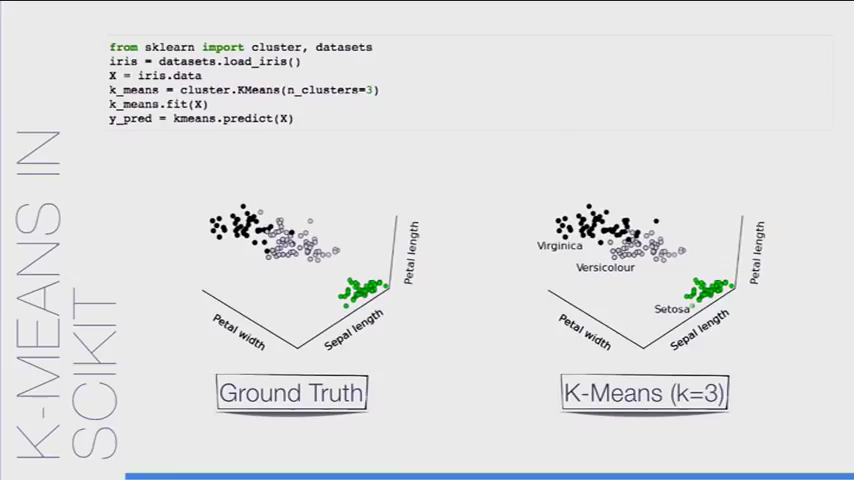 K-MEANS IN
SCIKIT
from sklearn import cluster, datasets
iris = datasets.load_iris()
X = iris.data
k_means = cluster.KMeans(n_clusters=3)
k_means.fit(X)
y_pred = kmeans.predict(X)
Petal length
Petal width
Sepal length
Ground Truth
Virginica
Versicolour
Setosa
Petal length
Petal width
Sepal length
K-Means (k=3)